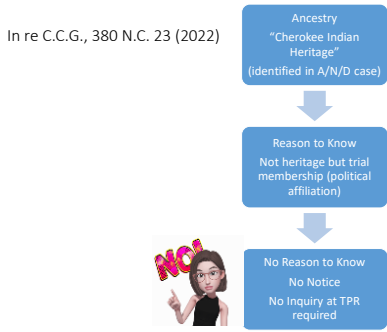 In re C.C.G., 380 N.C. 23 (2022)
Ancestry
“Cherokee Indian
Heritage”
(identified in A/N/D case)
Reason to Know
Not heritage but trial
membership (political
affiliation)
NO!
No Reason to Know
No Notice
No Inquiry at TPR
required